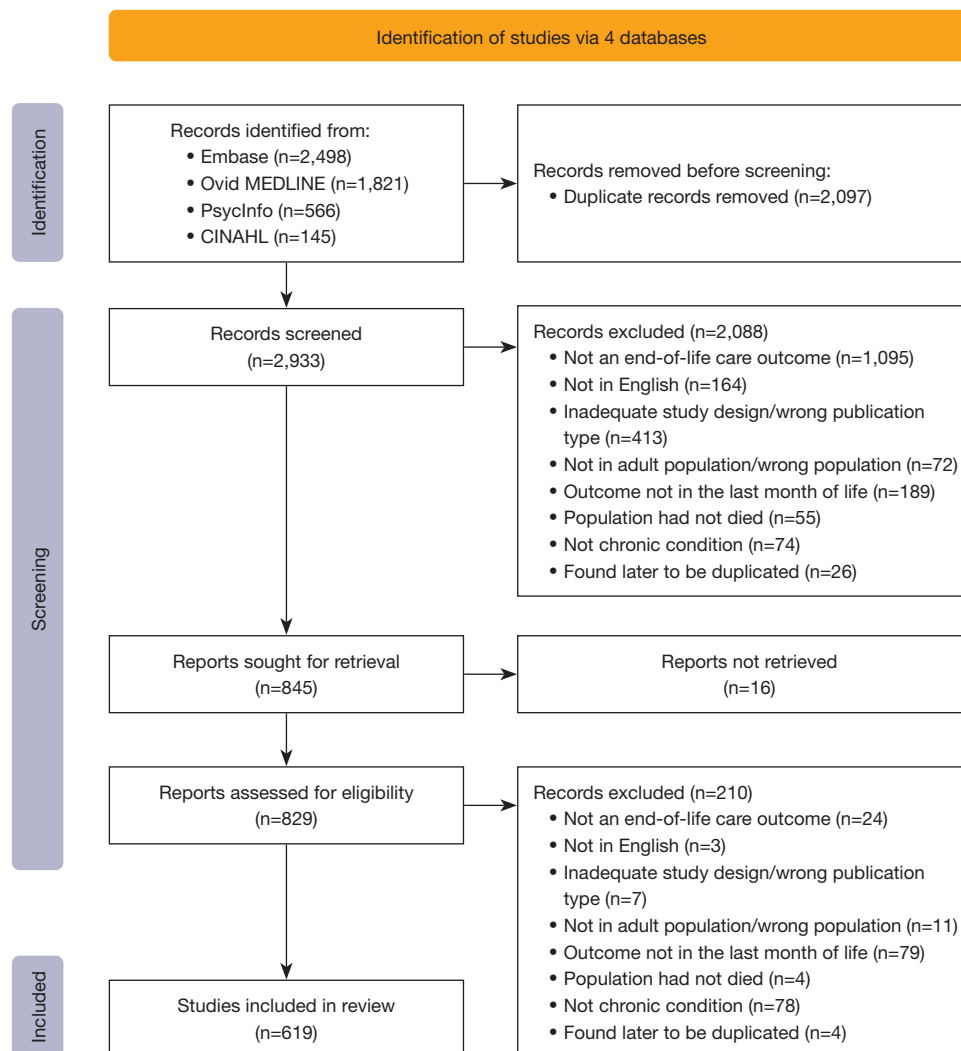 Identification of studies via 4 databases
Identification
Records identified from:
• Embase (n=2,498)
• Ovid MEDLINE (n=1,821)
• PsycInfo (n=566)
• CINAHL (n=145)
Records removed before screening:
• Duplicate records removed (n=2,097)
Screening
Records screened
(n=2,933)
Records excluded (n=2,088)
• Not an end-of-life care outcome (n=1,095)
• Not in English (n=164)
• Inadequate study design/wrong publication
type (n=413)
• Not in adult population/wrong population (n=72)
• Outcome not in the last month of life (n=189)
• Population had not died (n=55)
• Not chronic condition (n=74)
• Found later to be duplicated (n=26)
Reports sought for retrieval
(n=845)
Reports not retrieved
(n=16)
Reports assessed for eligibility
(n=829)
Records excluded (n=210)
• Not an end-of-life care outcome (n=24)
• Not in English (n=3)
• Inadequate study design/wrong publication
type (n=7)
• Not in adult population/wrong population (n=11)
• Outcome not in the last month of life (n=79)
• Population had not died (n=4)
• Not chronic condition (n=78)
• Found later to be duplicated (n=4)
Included
Studies included in review
(n=619)